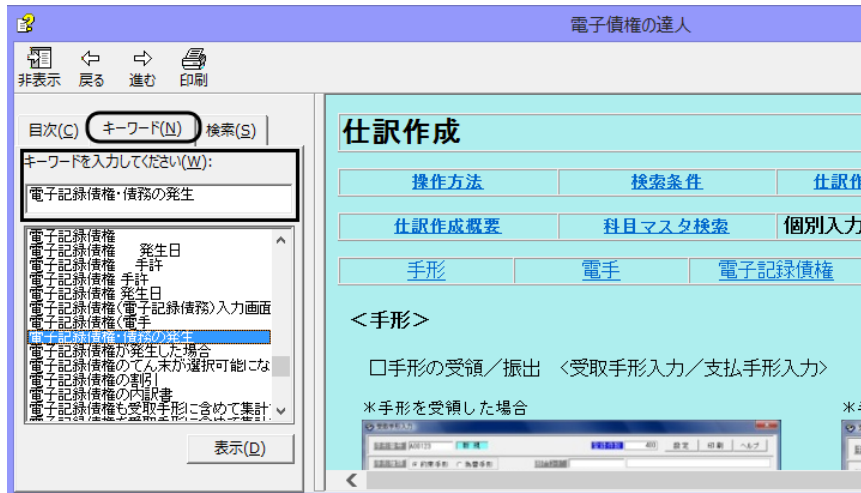 電子債権の達人
非表示 戻る 進む 印刷
目次(C) キーワード(N) 検索(S)
キーワードを入力してください(W):
電子記録債権・債務の発生
電子記録債権
電子記録債権 発生日
電子記録債権 手許
電子記録債権 手許
電子記録債権 発生日
電子記録債権(電子記録債務)入力画面
電子記録債権(電手
電子記録債権・債務の発生
電子記録債権が発生した場合
電子記録債権のてん末が選択可能にな
電子記録債権の割引
電子記録債権の内訳書
電子記録債権も受取手形に含めて集計
表示(D)
仕訳作成
操作方法 検索条件 仕訳作
仕訳作成概要 科目マスタ検索 個別入力
手形 電手 電子記録債権
<手形>
□手形の受領/振出 <受取手形入力/支払手形入力>
*手形を受領した場合